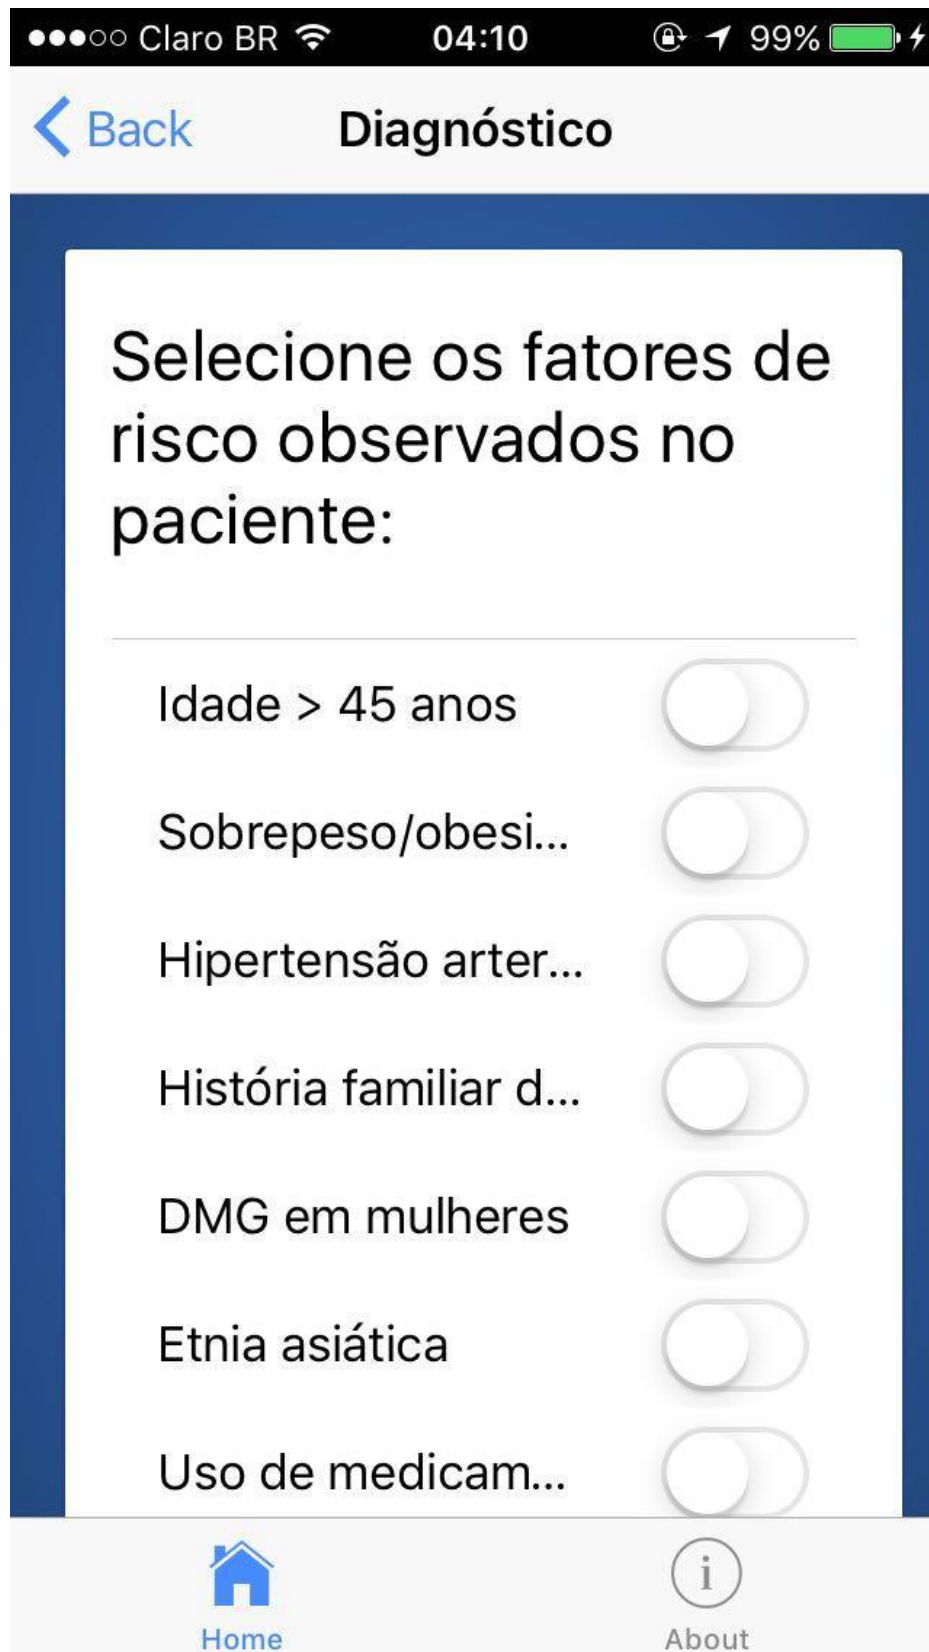 Claro BR 04:10 99%
Back Diagnóstico
Selecione os fatores de
risco observados no
paciente:
Idade > 45 anos
Sobrepeso/obesi...
Hipertensão arter...
História familiar d...
DMG em mulheres
Etnia asiática
Uso de medicam...
i
Home About